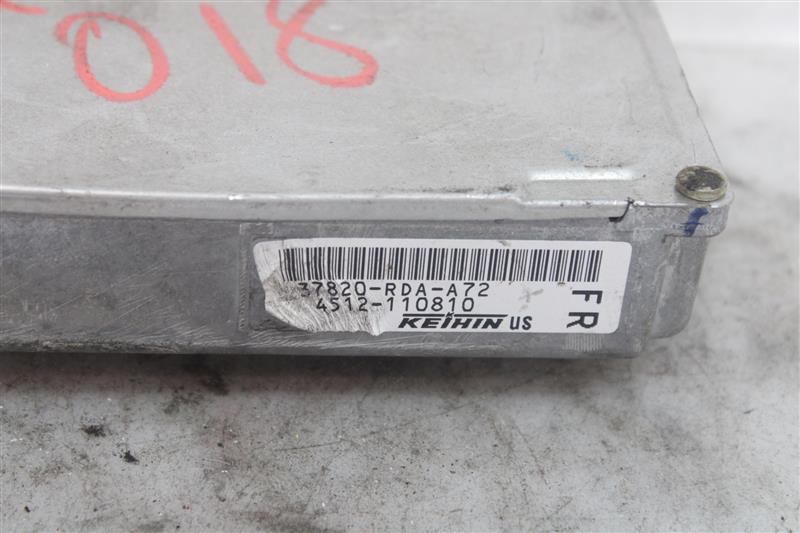 018
37820-RDA-A72
4512-110810
KEIHIN US
FR